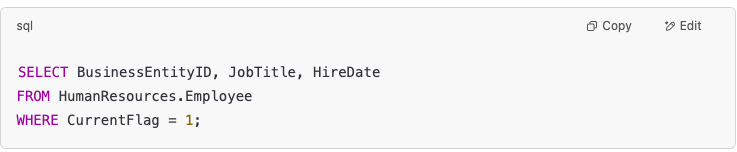 sql
Copy
Edit
SELECT BusinessEntityID, JobTitle, HireDate
FROM HumanResources.Employee
WHERE CurrentFlag = 1;